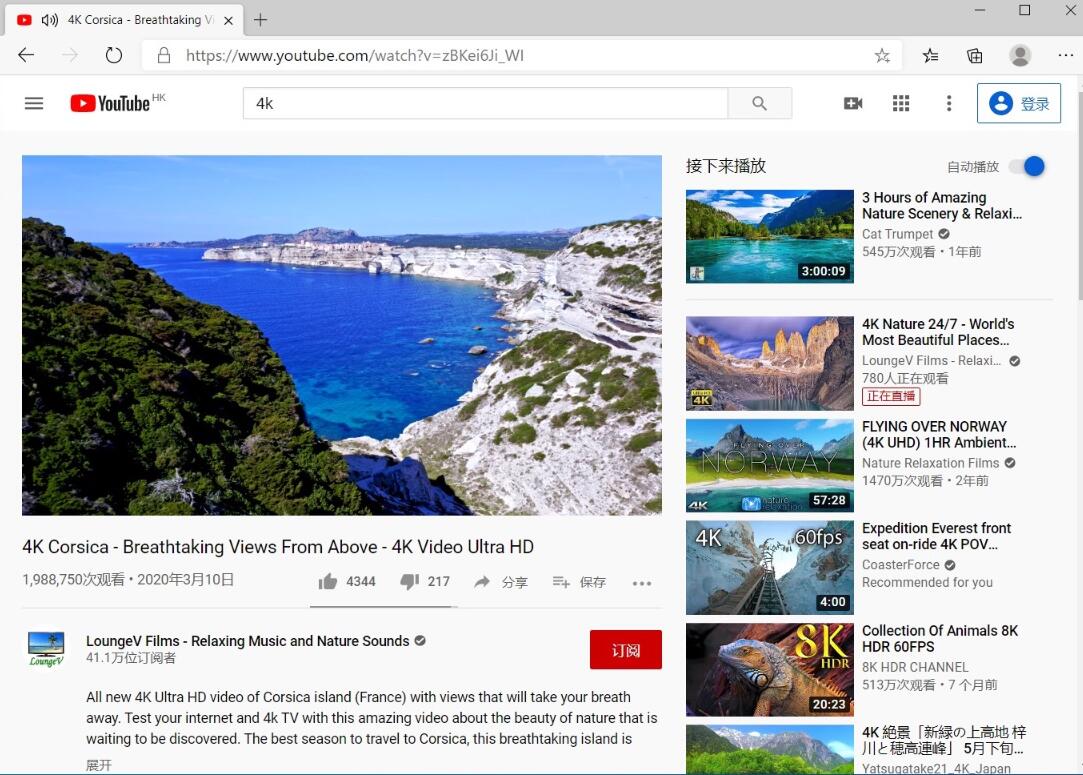 4K Corsica - Breathtaking Vi
https://www.youtube.com/watch?v=zBKei6Ji_WI
YouTube HK
4k
登录
4K Corsica - Breathtaking Views From Above - 4K Video Ultra HD
1,988,750次观看 • 2020年3月10日
4344
217
分享
保存
LoungeV
LoungeV Films - Relaxing Music and Nature Sounds
41.1万位订阅者
订阅
All new 4K Ultra HD video of Corsica island (France) with views that will take your breath
away. Test your internet and 4k TV with this amazing video about the beauty of nature that is
waiting to be discovered. The best season to travel to Corsica, this breathtaking island is
展开
接下来播放
自动播放
3:00:09
3 Hours of Amazing
Nature Scenery & Relaxi...
Cat Trumpet
545万次观看 • 1年前
4K
4K Nature 24/7 - World's
Most Beautiful Places...
LoungeV Films - Relaxi...
780人正在观看
正在直播
FLYING OVER
NORWAY
4K
nature
relaxation
57:28
FLYING OVER NORWAY
(4K UHD) 1HR Ambient...
Nature Relaxation Films
1470万次观看 • 2年前
4K
60fps
4:00
Expedition Everest front
seat on-ride 4K POV...
CoasterForce
Recommended for you
8K
HDR
20:23
Collection Of Animals 8K
HDR 60FPS
8K HDR CHANNEL
513万次观看 • 7 个月前
4K 絶景「新緑の上高地 梓
川と穂高連峰」 5月下旬...
Yatsugatake21_4K_Japan